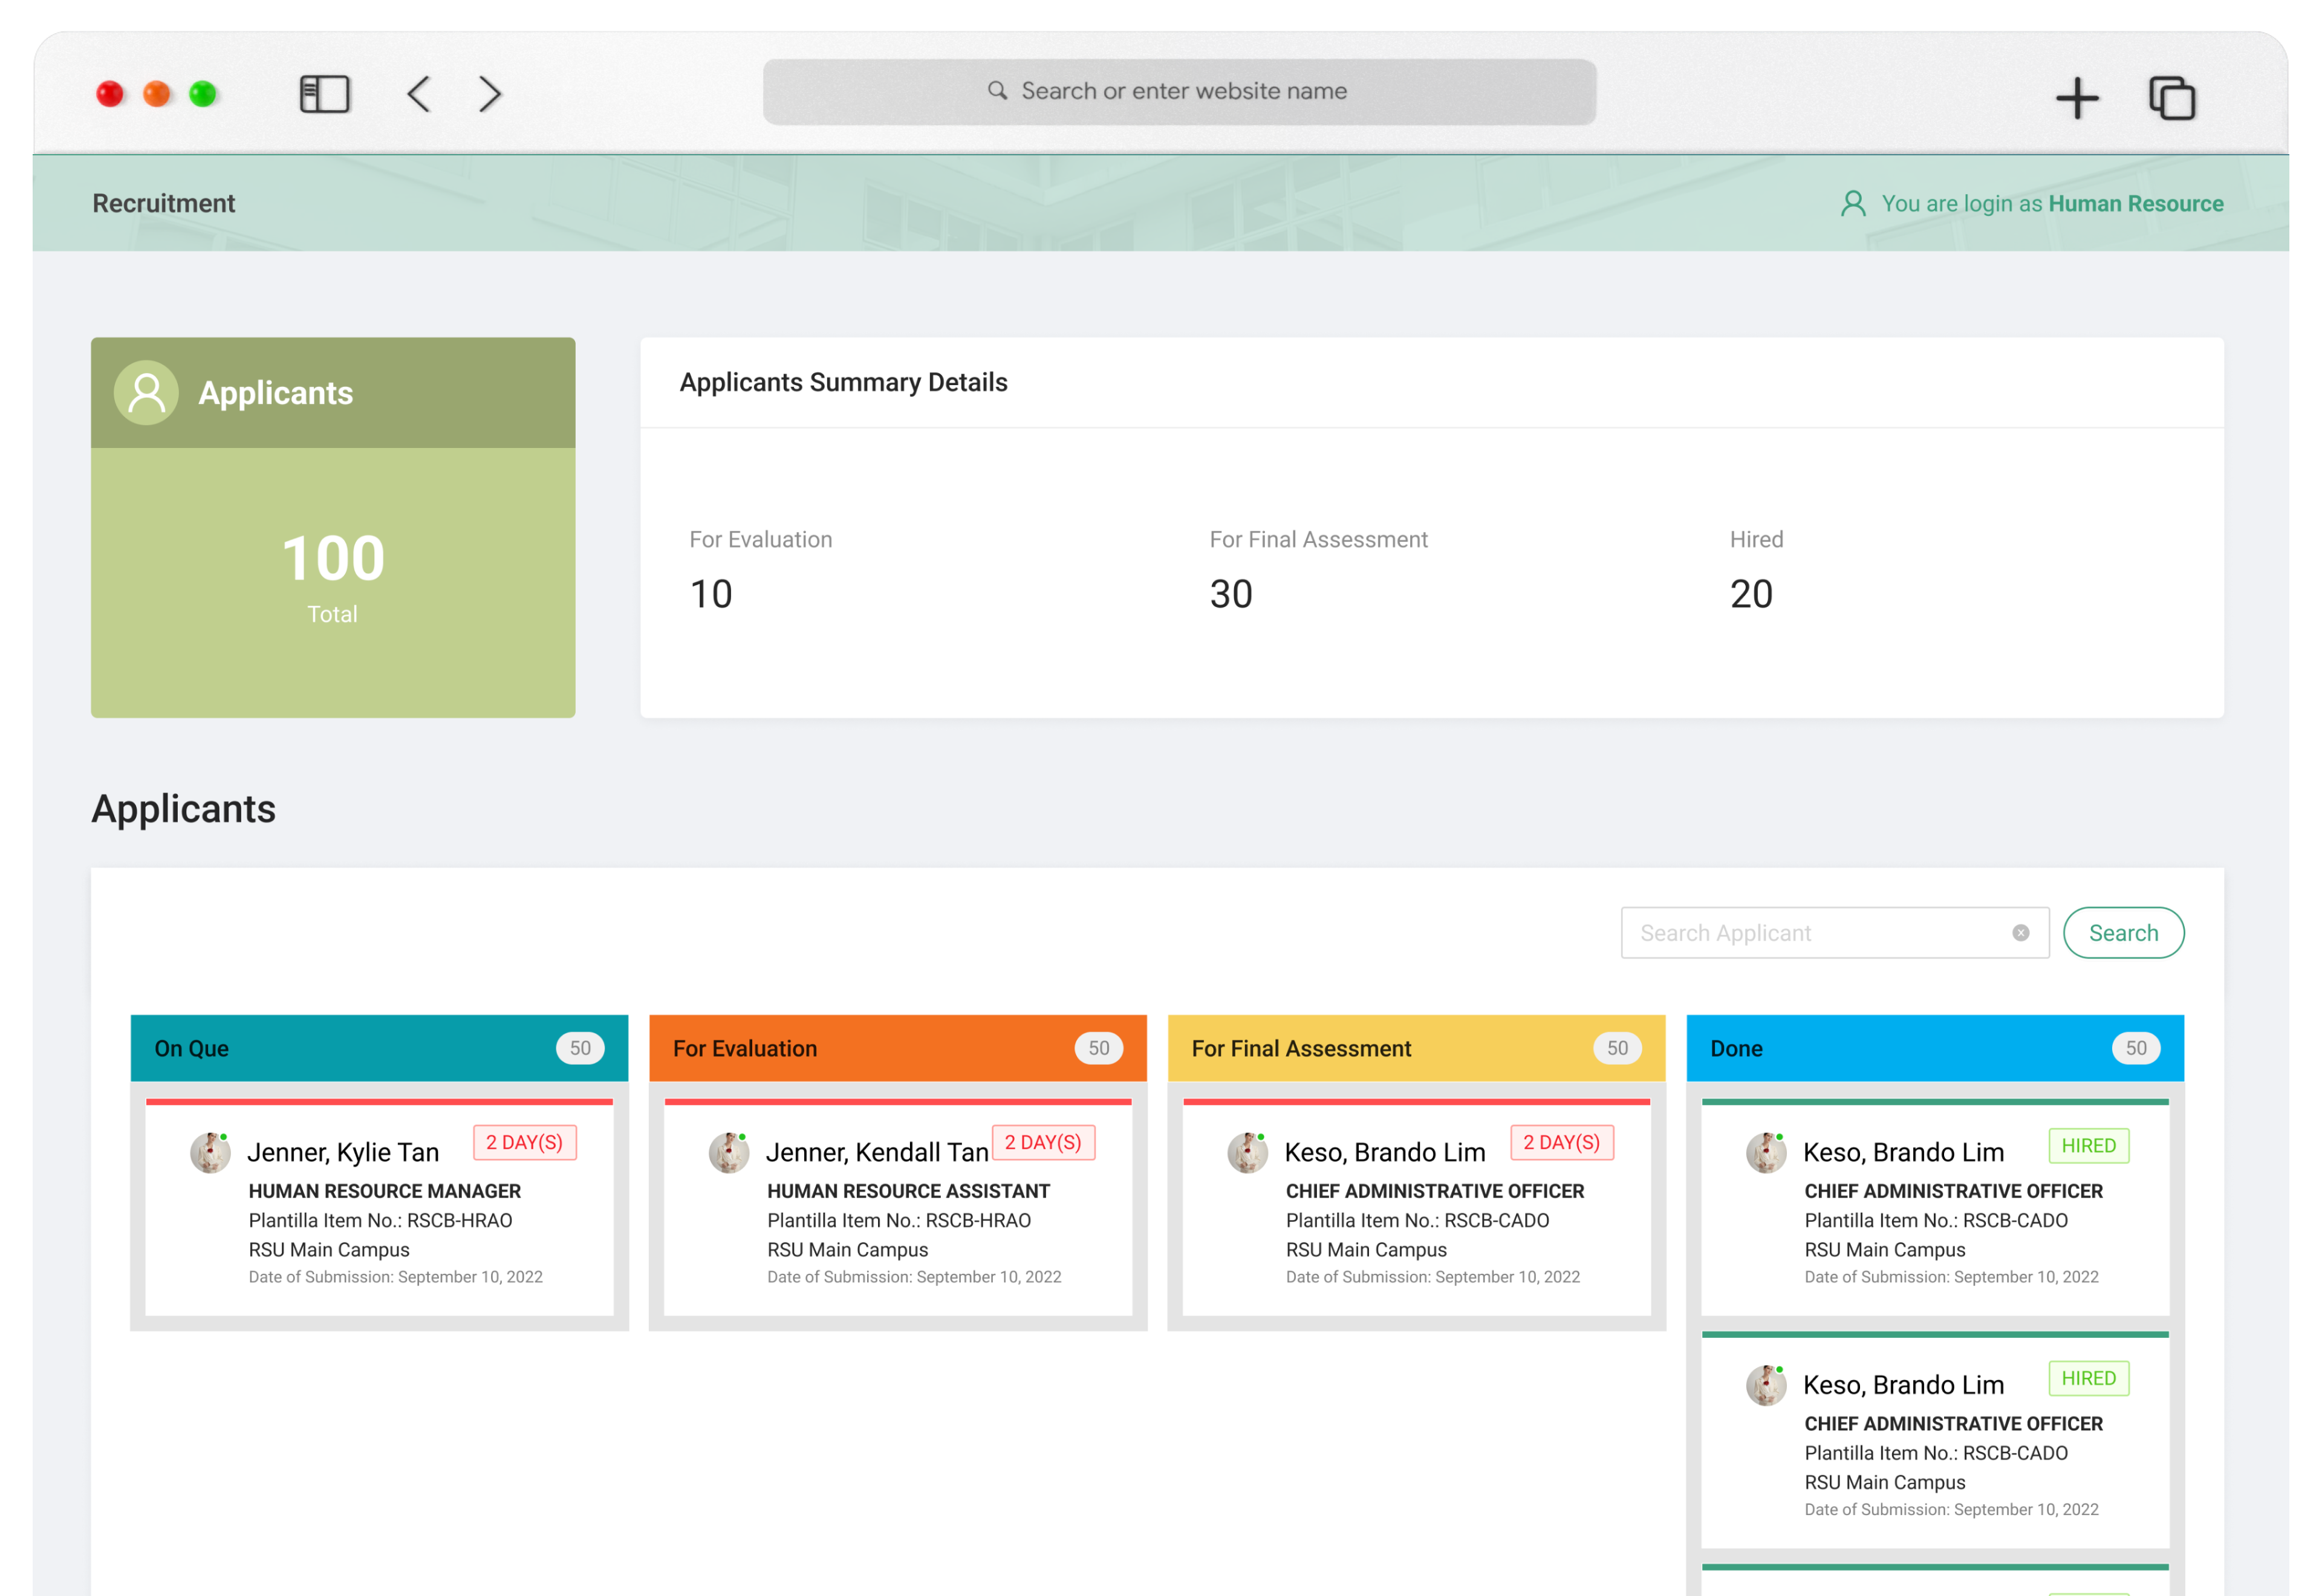 Search or enter website name
Recruitment
You are login as Human Resource
Applicants
100
Total
Applicants Summary Details
For Evaluation
10
For Final Assessment
30
Hired
20
Applicants
Search Applicant
Search
On Que
50
Jenner, Kylie Tan
2 DAY(S)
HUMAN RESOURCE MANAGER
Plantilla Item No.: RSCB-HRAO
RSU Main Campus
Date of Submission: September 10, 2022
For Evaluation
50
Jenner, Kendall Tan
2 DAY(S)
HUMAN RESOURCE ASSISTANT
Plantilla Item No.: RSCB-HRAO
RSU Main Campus
Date of Submission: September 10, 2022
For Final Assessment
50
Keso, Brando Lim
2 DAY(S)
CHIEF ADMINISTRATIVE OFFICER
Plantilla Item No.: RSCB-CADO
RSU Main Campus
Date of Submission: September 10, 2022
Done
50
Keso, Brando Lim
HIRED
CHIEF ADMINISTRATIVE OFFICER
Plantilla Item No.: RSCB-CADO
RSU Main Campus
Date of Submission: September 10, 2022
Keso, Brando Lim
HIRED
CHIEF ADMINISTRATIVE OFFICER
Plantilla Item No.: RSCB-CADO
RSU Main Campus
Date of Submission: September 10, 2022